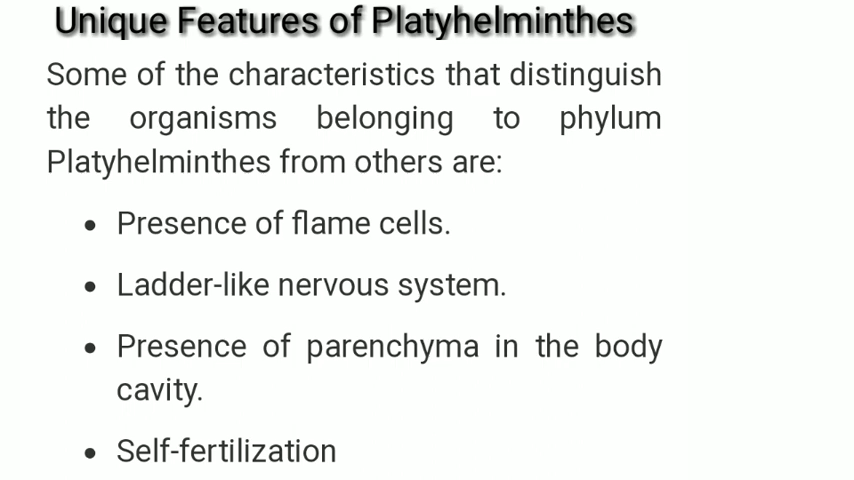 Unique Features of Platyhelminthes
Some of the characteristics that distinguish
the organisms belonging to phylum
Platyhelminthes from others are:
• Presence of flame cells.
• Ladder-like nervous system.
• Presence of parenchyma in the body
cavity.
• Self-fertilization